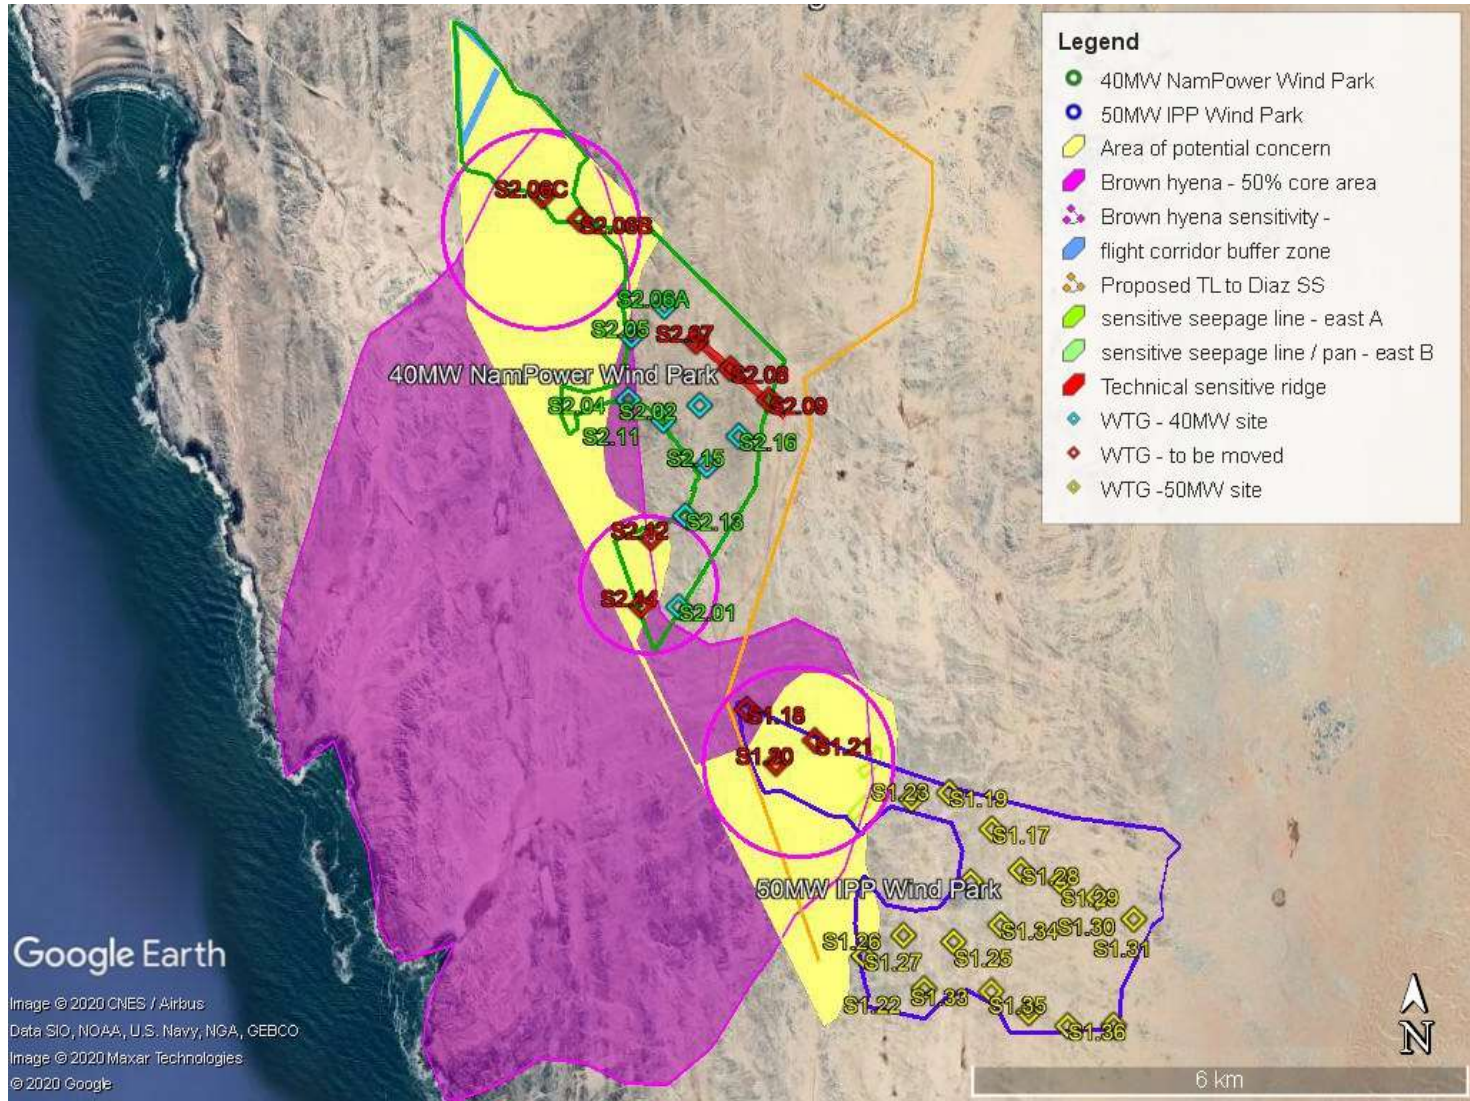 Legend
40MW NamPower Wind Park
50MW IPP Wind Park
Area of potential concern
Brown hyena - 50% core area
Brown hyena sensitivity -
flight corridor buffer zone
Proposed TL to Diaz SS
sensitive seepage line - east A
sensitive seepage line / pan - east B
Technical sensitive ridge
WTG - 40MW site
WTG - to be moved
WTG -50MW site
S2.06C
S2.06B
S2.06A
S2.05
S2.07
40MW NamPower Wind Park
S2.08
S2.04
S2.02
S2.09
S2.11
S2.16
S2.15
S2.13
S2.12
S2.14
S2.01
S1.18
S1.21
S1.20
S1.23
S1.19
S1.17
S1.28
50MW IPP Wind Park
S1.29
S1.34
S1.30
S1.26
S1.31
S1.27
S1.25
S1.22
S1.33
S1.35
S1.36
Google Earth
Image © 2020 CNES / Airbus
Data SIO, NOAA, U.S. Navy, NGA, GEBCO
Image © 2020 Maxar Technologies
© 2020 Google
N
6 km